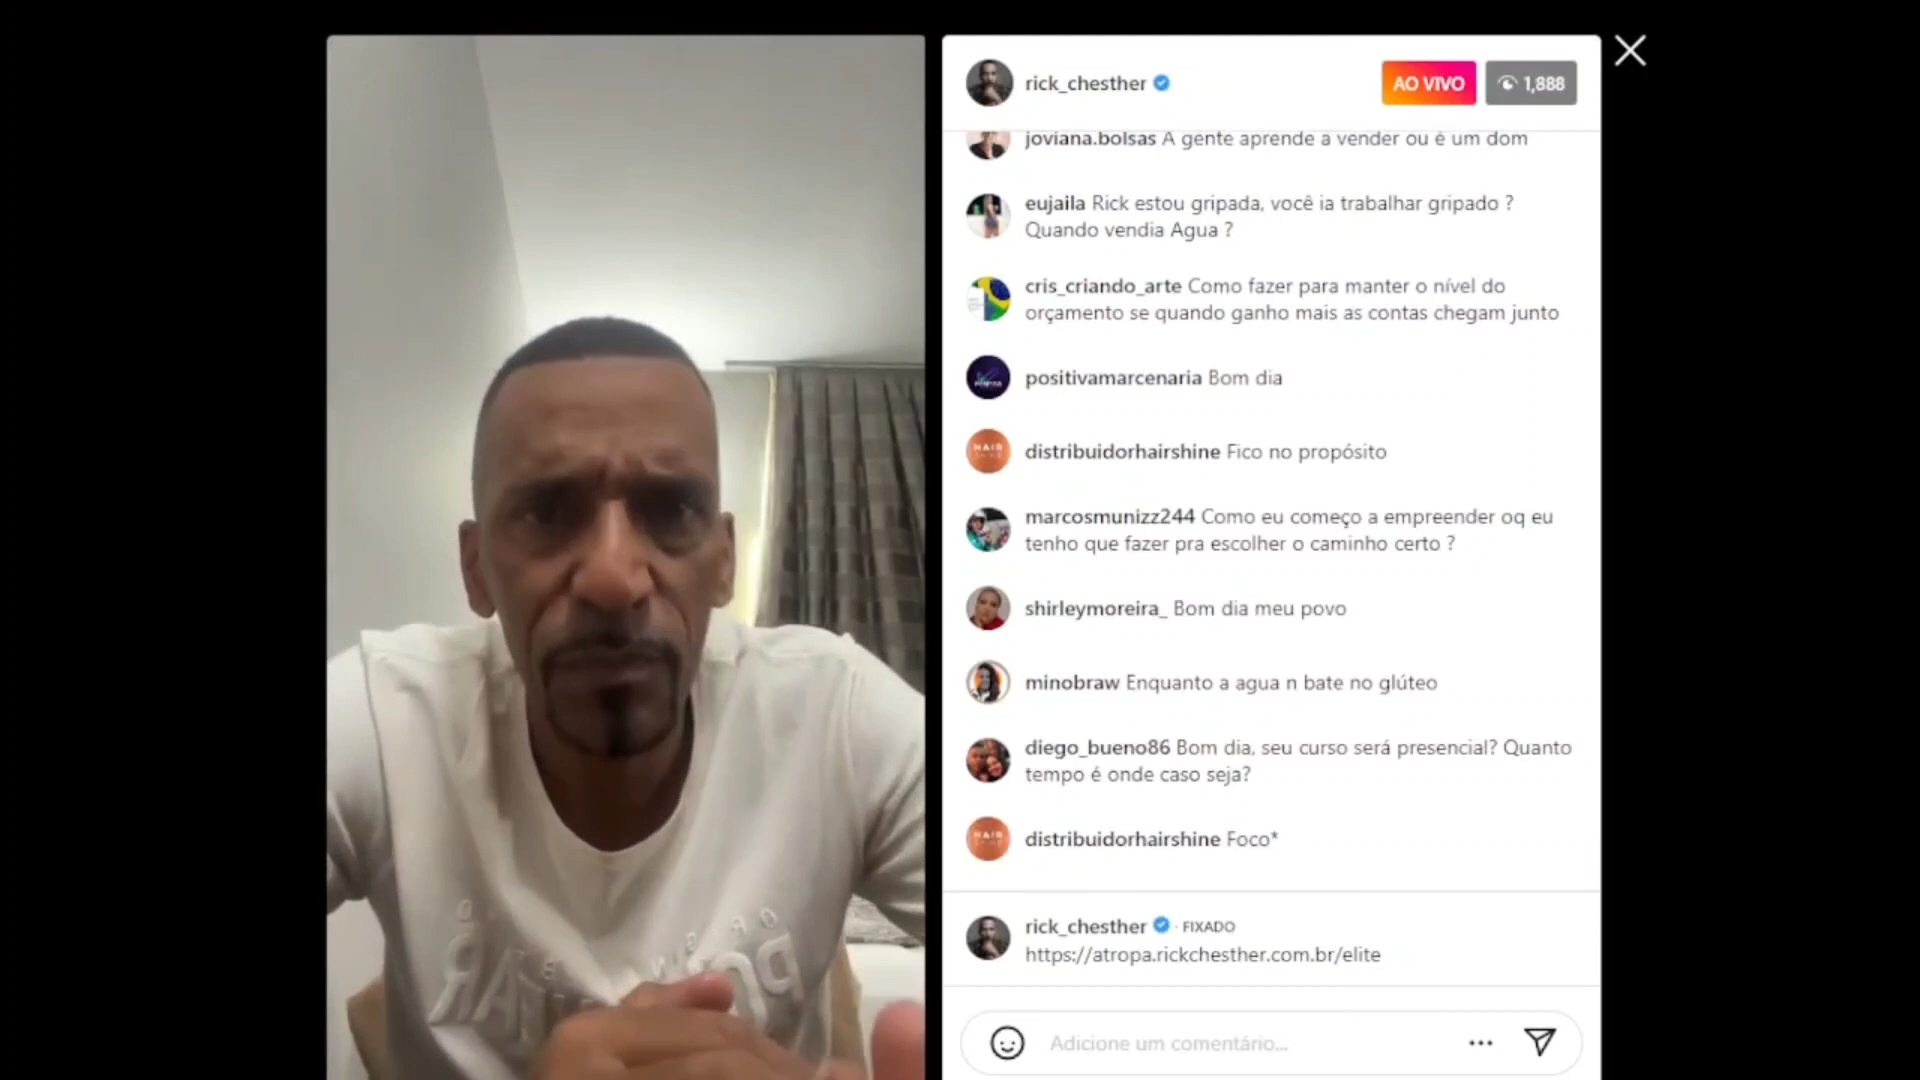 rick_chesther
AO VIVO
1,888
joviana.bolsas A gente aprende a vender ou é um dom
eujaila Rick estou gripada, você ia trabalhar gripado ?
Quando vendia Agua ?
cris_criando_arte Como fazer para manter o nível do
orçamento se quando ganho mais as contas chegam junto
positivamarcenaria Bom dia
distribuidorhairshine Fico no propósito
marcosmunizz244 Como eu começo a empreender oq eu
tenho que fazer pra escolher o caminho certo ?
shirleymoreira_ Bom dia meu povo
minobraw Enquanto a agua n bate no glúteo
diego_bueno86 Bom dia, seu curso será presencial? Quanto
tempo é onde caso seja?
distribuidorhairshine Foco*
rick_chesther · FIXADO
https://atropa.rickchesther.com.br/elite
Adicione um comentário...